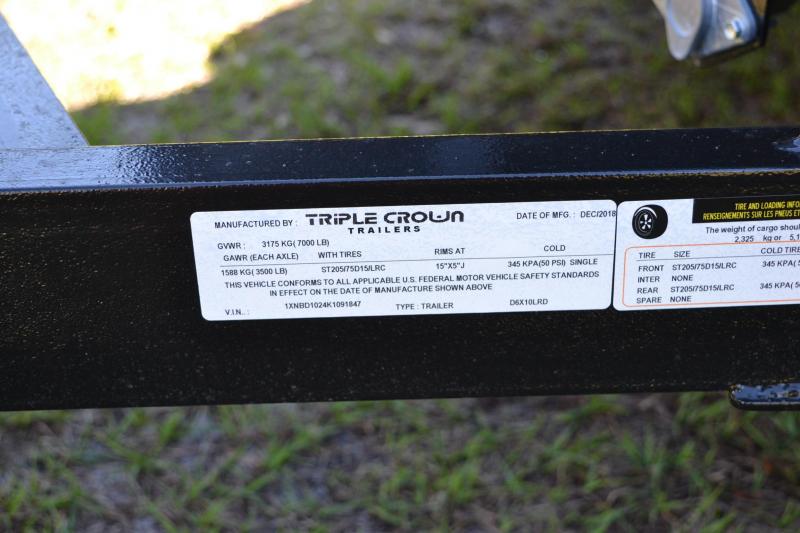 MANUFACTURED BY : TRIPLE CROWN TRAILERS DATE OF MFG. : DEC/2018
GVWR : 3175 KG( 7000 LB)
GAWR (EACH AXLE) WITH TIRES RIMS AT COLD
1588 KG( 3500 LB) ST205/75D15/LRC 15"X5"J 345 KPA(50 PSI) SINGLE
THIS VEHICLE CONFORMS TO ALL APPLICABLE U.S. FEDERAL MOTOR VEHICLE SAFETY STANDARDS
IN EFFECT ON THE DATE OF MANUFACTURE SHOWN ABOVE
V.I.N.. : 1XNBD1024K1091847 TYPE : TRAILER D6X10LRD
TIRE AND LOADING
RENSEIGNEMENTS SUR LES PNEUS ET
The weight of cargo
2,325 kg or
TIRE SIZE COLD
FRONT ST205/75D15/LRC 345 KPA(
INTER NONE
REAR ST205/75D15/LRC 345 KPA(
SPARE NONE